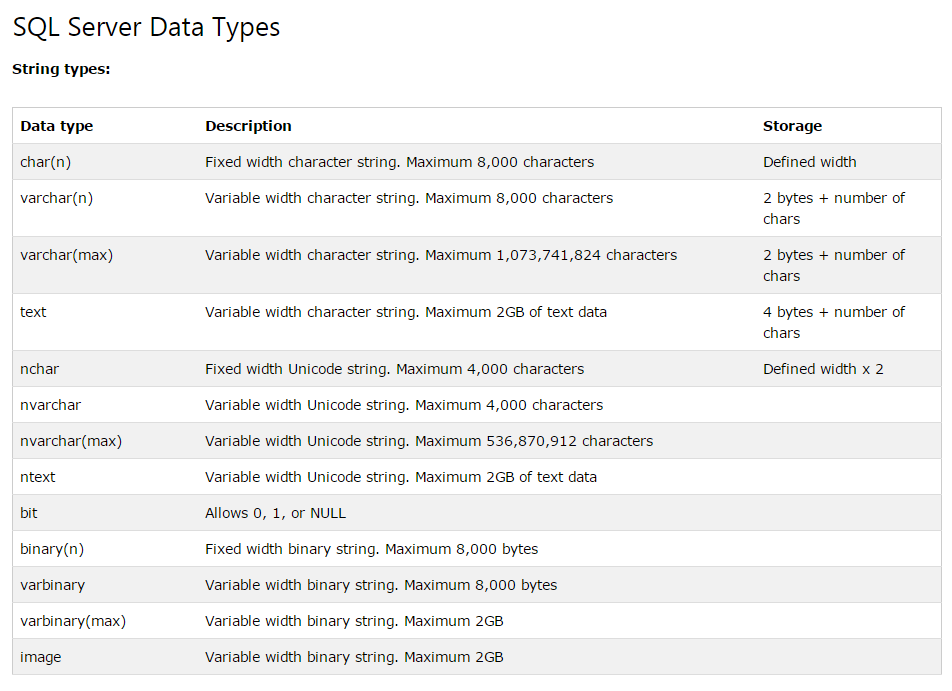 SQL Server Data Types
String types:
Data type Description Storage
char(n) Fixed width character string. Maximum 8,000 characters Defined width
varchar(n) Variable width character string. Maximum 8,000 characters 2 bytes + number of
chars
varchar(max) Variable width character string. Maximum 1,073,741,824 characters 2 bytes + number of
chars
text Variable width character string. Maximum 2GB of text data 4 bytes + number of
chars
nchar Fixed width Unicode string. Maximum 4,000 characters Defined width x 2
nvarchar Variable width Unicode string. Maximum 4,000 characters
nvarchar(max) Variable width Unicode string. Maximum 536,870,912 characters
ntext Variable width Unicode string. Maximum 2GB of text data
bit Allows 0, 1, or NULL
binary(n) Fixed width binary string. Maximum 8,000 bytes
varbinary Variable width binary string. Maximum 8,000 bytes
varbinary(max) Variable width binary string. Maximum 2GB
image Variable width binary string. Maximum 2GB